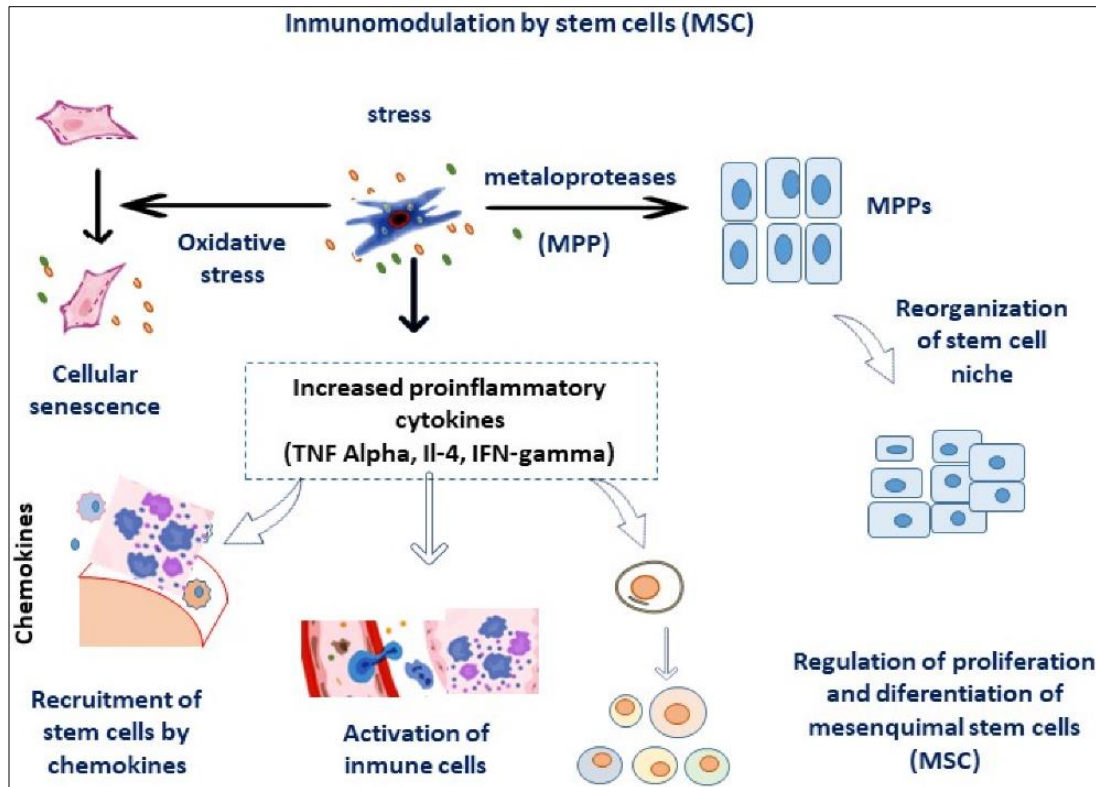 Inmunomodulation by stem cells (MSC)
stress
metaloproteases
(MPP)
MPPs
Oxidative
stress
Reorganization
of stem cell
niche
Cellular
senescence
Increased proinflammatory
cytokines
(TNF Alpha, Il-4, IFN-gamma)
Chemokines
Recruitment of
stem cells by
chemokines
Activation of
inmune cells
Regulation of proliferation
and diferentiation of
mesenquimal stem cells
(MSC)